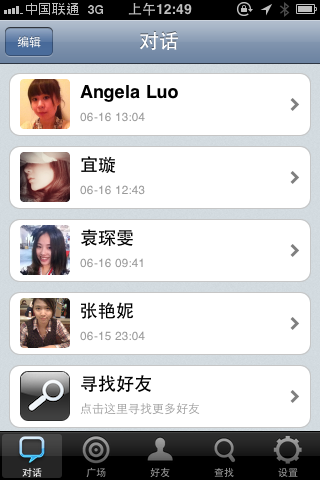 中国联通 3G 上午12:49
编辑 对话
Angela Luo
06-16 13:04
宜璇
06-16 12:43
袁琛雯
06-16 09:41
张艳妮
06-15 23:04
寻找好友
点击这里寻找更多好友
对话 广场 好友 查找 设置